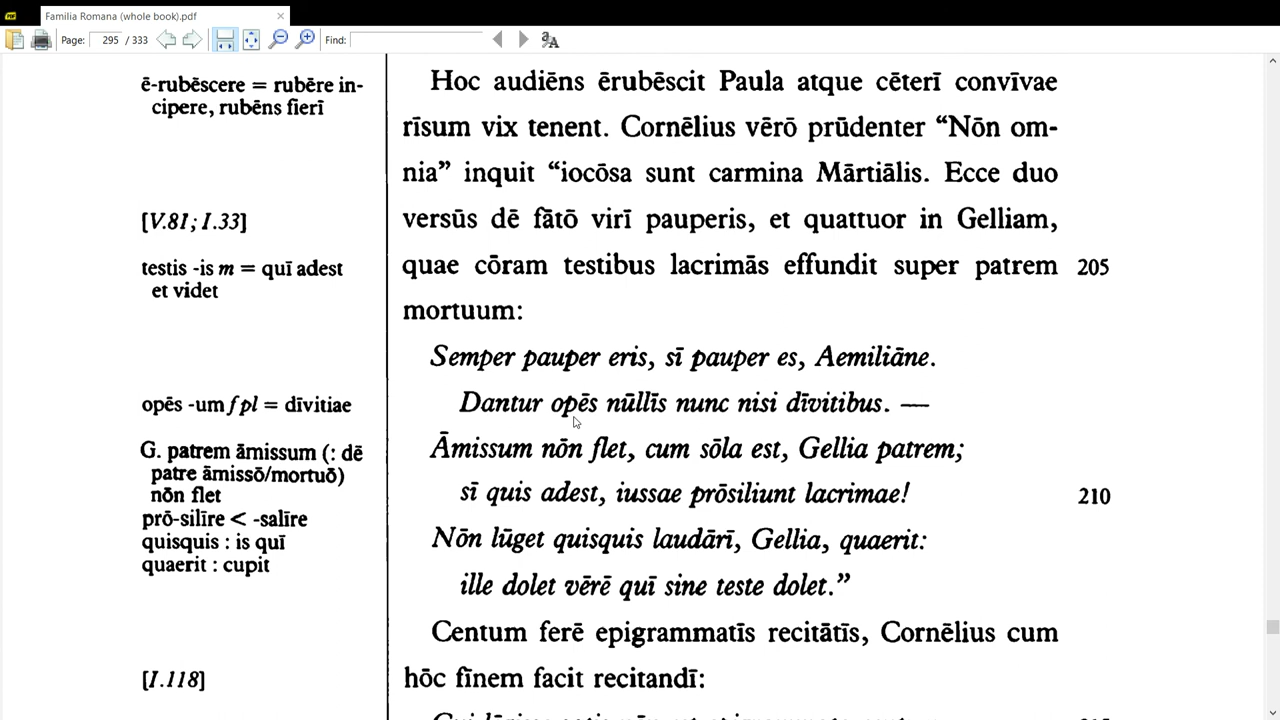 Familia Romana (whole book).pdf
Page: 295 / 333 Find:
ē-rubēscere = rubēre in-
cipere, rubēns fierī
[V.81; I.33]
testis -is m = quī adest
et videt
opēs -um f pl = dīvitiae
G. patrem āmissum (: dē
patre āmissō/mortuō)
nōn flet
prō-silīre < -salīre
quisquis : is quī
quaerit : cupit
[I.118]
Hoc audiēns ērubēscit Paula atque cēterī convīvae
rīsum vix tenent. Cornēlius vērō prūdenter “Nōn om-
nia” inquit “iocōsa sunt carmina Mārtiālis. Ecce duo
versūs dē fātō virī pauperis, et quattuor in Gelliam,
quae cōram testibus lacrimās effundit super patrem 205
mortuum:
Semper pauper eris, sī pauper es, Aemiliāne.
Dantur opēs nūllīs nunc nisi dīvitibus. —
Āmissum nōn flet, cum sōla est, Gellia patrem;
sī quis adest, iussae prōsiliunt lacrimae! 210
Nōn lūget quisquis laudārī, Gellia, quaerit:
ille dolet vērē quī sine teste dolet.”
Centum ferē epigrammatīs recitātīs, Cornēlius cum
hōc fīnem facit recitandī: